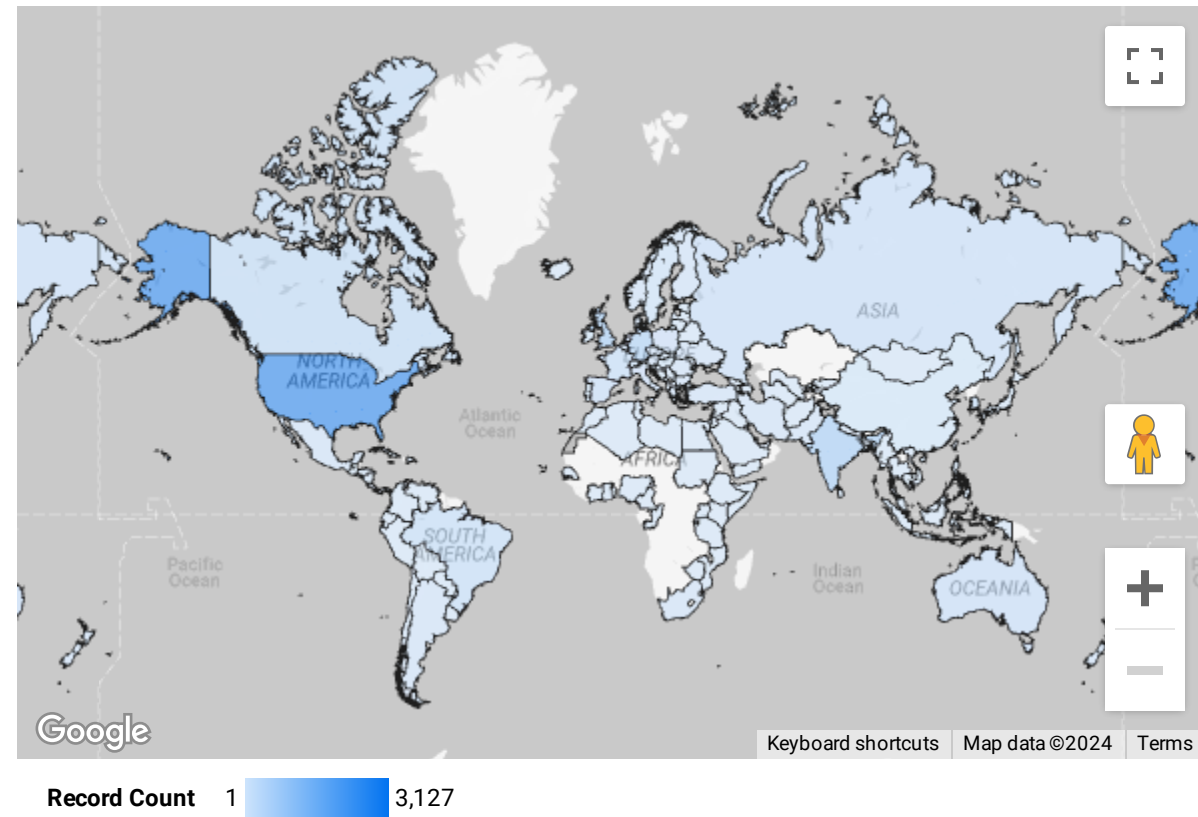 ASIA
NORTH
AMERICA
EUROPE
Atlantic
Ocean
AFRICA
SOUTH
AMERICA
Pacific
Ocean
Indian
Ocean
OCEANIA
Google
Keyboard shortcuts
Map data ©2024
Terms
Record Count 1 3,127